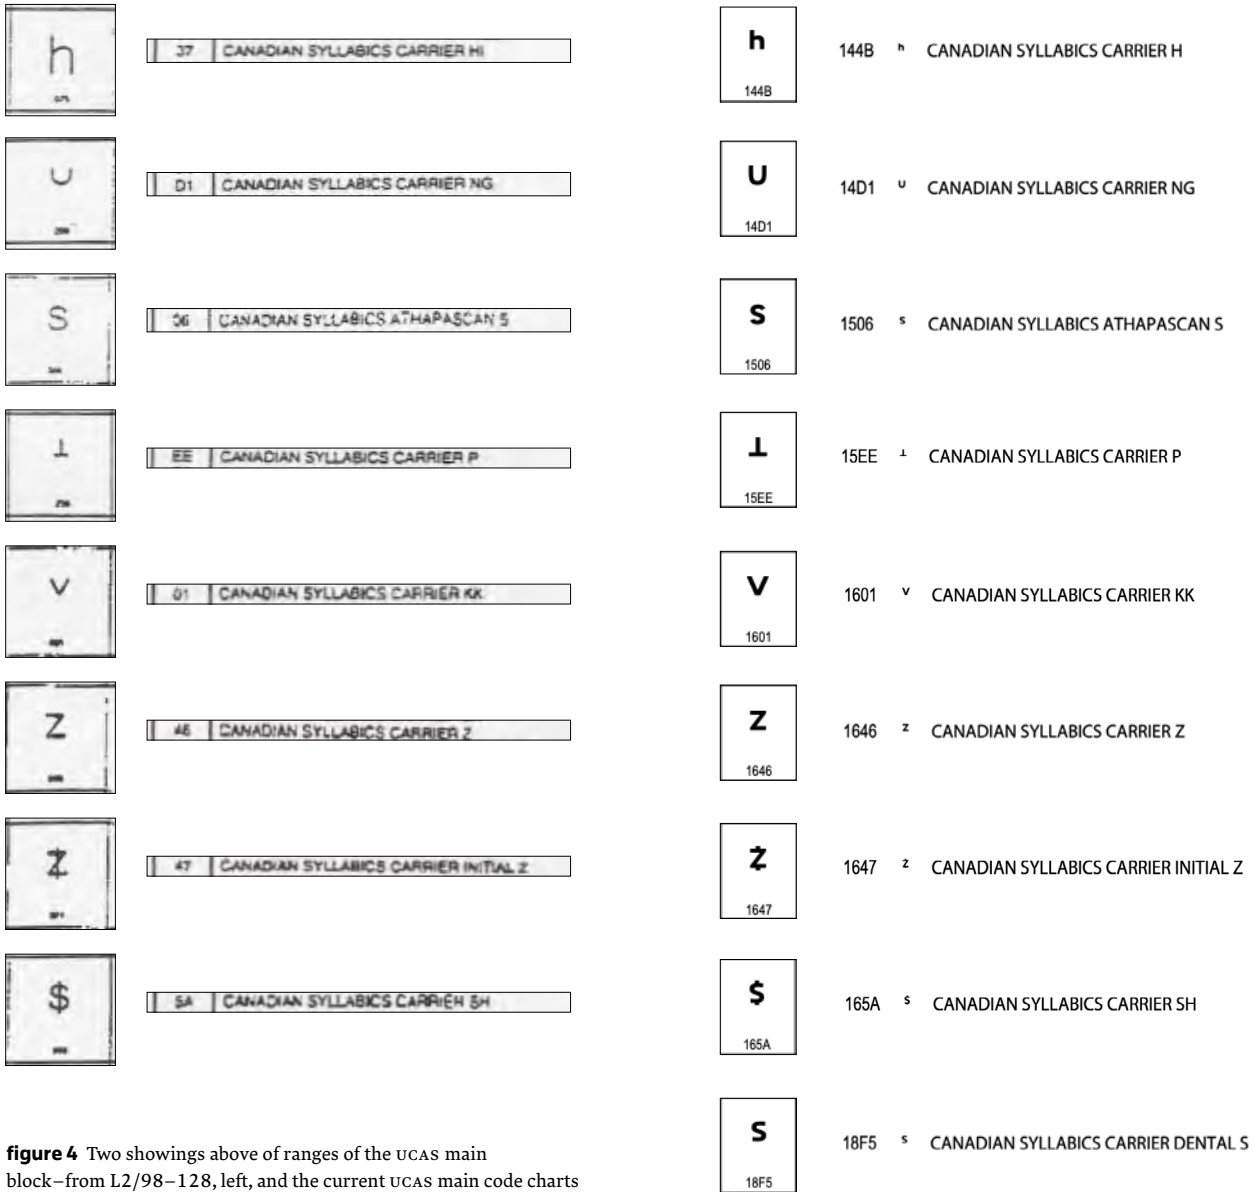 h
37 CANADIAN SYLLABICS CARRIER HI
h
144B
144B h CANADIAN SYLLABICS CARRIER H
U
D1 CANADIAN SYLLABICS CARRIER NG
U
14D1
14D1 U CANADIAN SYLLABICS CARRIER NG
S
06 CANADIAN SYLLABICS ATHAPASCAN S
S
1506
1506 s CANADIAN SYLLABICS ATHAPASCAN S
⊥
EE CANADIAN SYLLABICS CARRIER P
⊥
15EE
15EE ⊥ CANADIAN SYLLABICS CARRIER P
v
01 CANADIAN SYLLABICS CARRIER KK
v
1601
1601 v CANADIAN SYLLABICS CARRIER KK
Z
46 CANADIAN SYLLABICS CARRIER Z
Z
1646
1646 z CANADIAN SYLLABICS CARRIER Z
ᙇ
47 CANADIAN SYLLABICS CARRIER INITIAL Z
ᙇ
1647
1647 ᙇ CANADIAN SYLLABICS CARRIER INITIAL Z
$
5A CANADIAN SYLLABICS CARRIER SH
$
165A
165A $ CANADIAN SYLLABICS CARRIER SH
s
18F5
18F5 s CANADIAN SYLLABICS CARRIER DENTAL S
figure 4 Two showings above of ranges of the UCAS main
block–from L2/98–128, left, and the current UCAS main code charts